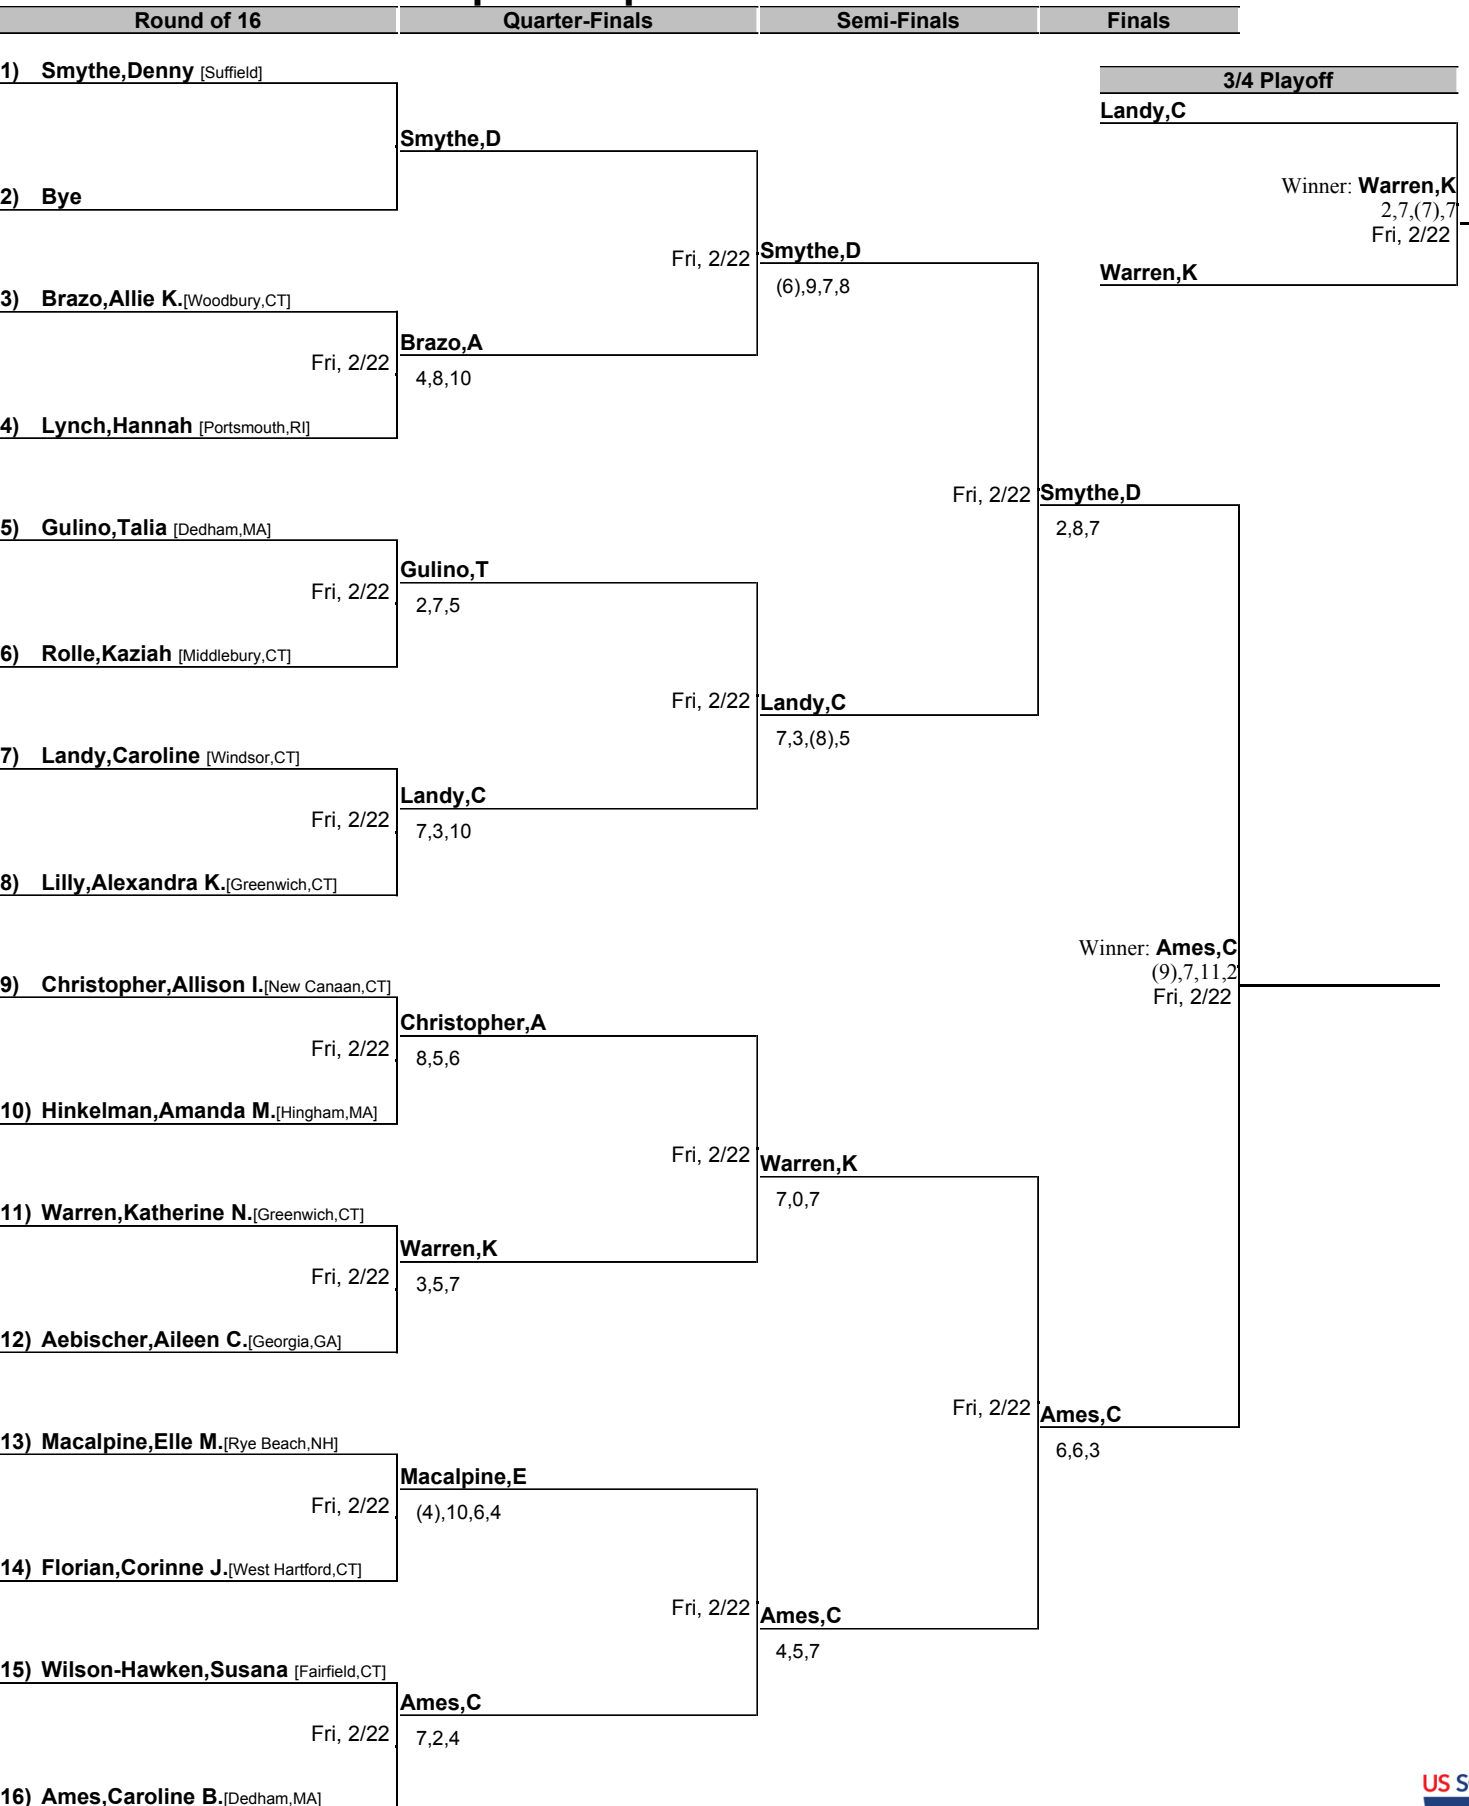 Round of 16 Quarter-Finals Semi-Finals Finals
1) Smythe,Denny [Suffield]
3/4 Playoff
Landy,C
Smythe,D
2) Bye
Winner: Warren,K
2,7,(7),7
Fri, 2/22
Fri, 2/22 Smythe,D
(6),9,7,8
Warren,K
3) Brazo,Allie K.[Woodbury,CT]
Fri, 2/22 Brazo,A
4,8,10
4) Lynch,Hannah [Portsmouth,RI]
Fri, 2/22 Smythe,D
2,8,7
5) Gulino,Talia [Dedham,MA]
Fri, 2/22 Gulino,T
2,7,5
6) Rolle,Kaziah [Middlebury,CT]
Fri, 2/22 Landy,C
7,3,(8),5
7) Landy,Caroline [Windsor,CT]
Fri, 2/22 Landy,C
7,3,10
8) Lilly,Alexandra K.[Greenwich,CT]
Winner: Ames,C
(9),7,11,2
Fri, 2/22
9) Christopher,Allison I.[New Canaan,CT]
Fri, 2/22 Christopher,A
8,5,6
10) Hinkelman,Amanda M.[Hingham,MA]
Fri, 2/22 Warren,K
7,0,7
11) Warren,Katherine N.[Greenwich,CT]
Fri, 2/22 Warren,K
3,5,7
12) Aebischer,Aileen C.[Georgia,GA]
Fri, 2/22 Ames,C
6,6,3
13) Macalpine,Elle M.[Rye Beach,NH]
Fri, 2/22 Macalpine,E
(4),10,6,4
14) Florian,Corinne J.[West Hartford,CT]
Fri, 2/22 Ames,C
4,5,7
15) Wilson-Hawken,Susana [Fairfield,CT]
Fri, 2/22 Ames,C
7,2,4
16) Ames,Caroline B.[Dedham,MA]
US